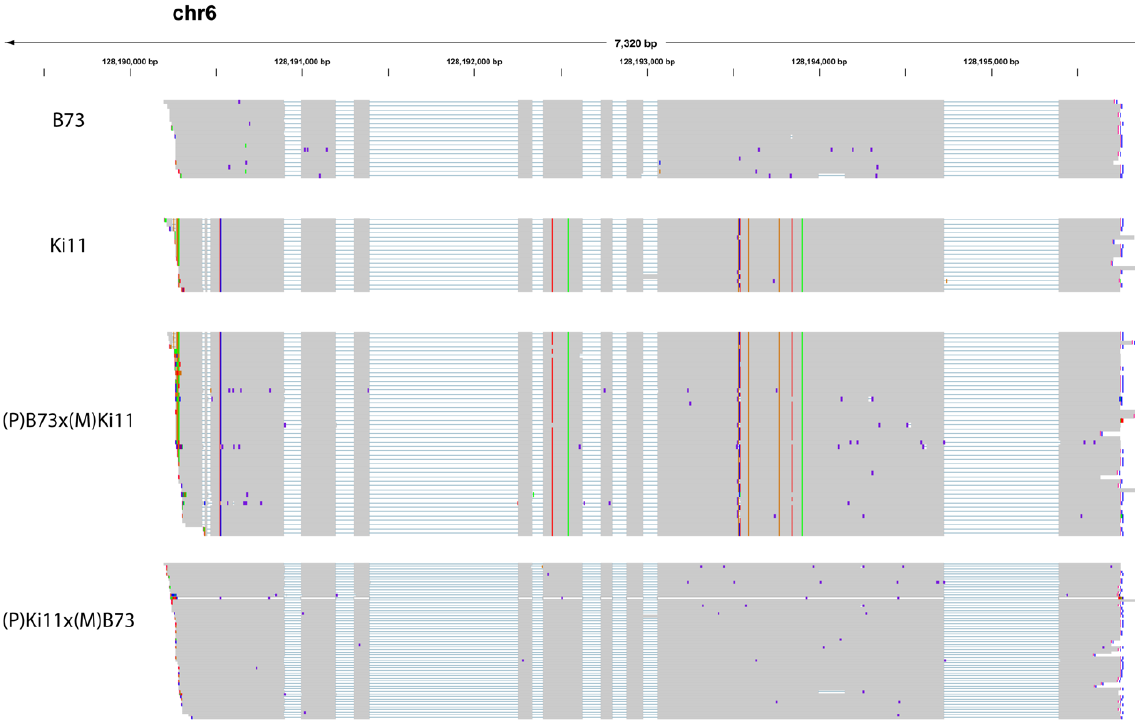 chr6
7,320 bp
128,190,000 bp 128,191,000 bp 128,192,000 bp 128,193,000 bp 128,194,000 bp 128,195,000 bp
B73
Ki11
(P)B73x(M)Ki11
(P)Ki11x(M)B73